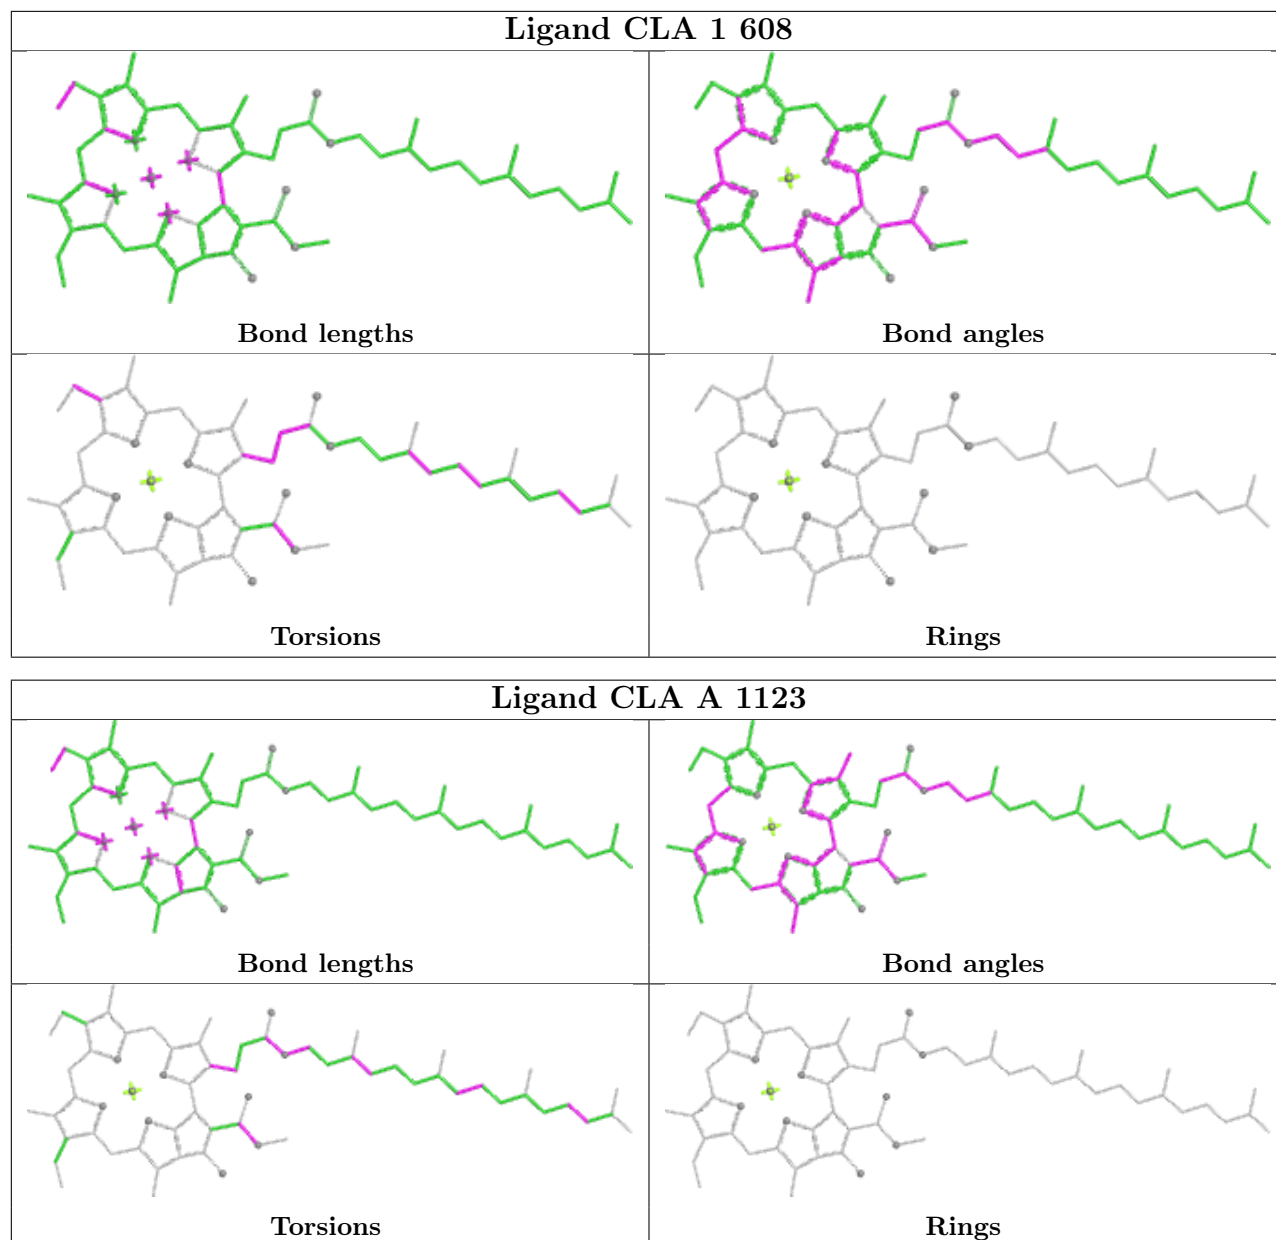 Ligand CLA 1 608
Bond lengths
Bond angles
Torsions
Rings
Ligand CLA A 1123
Bond lengths
Bond angles
Torsions
Rings